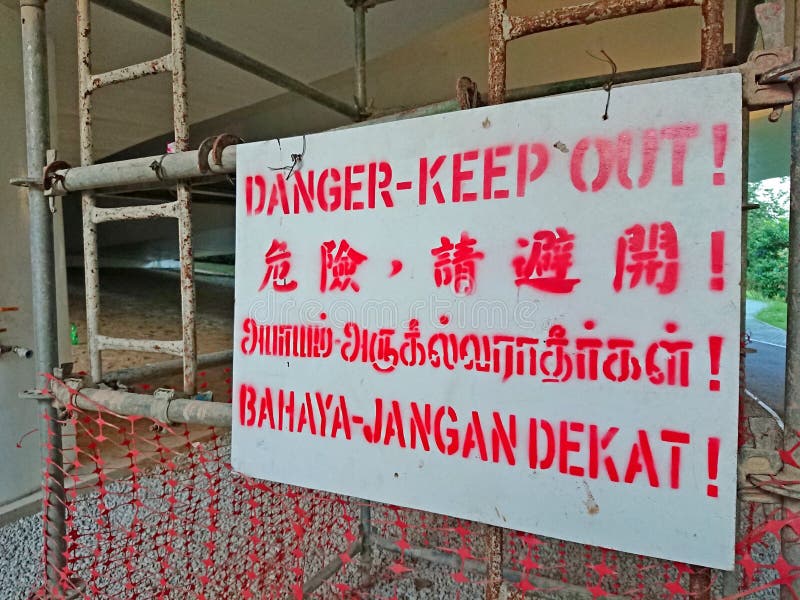 DANGER-KEEP OUT!
危險，請避開！
அபாயம்-அருகில்வராதீர்கள்!
BAHAYA-JANGAN DEKAT!